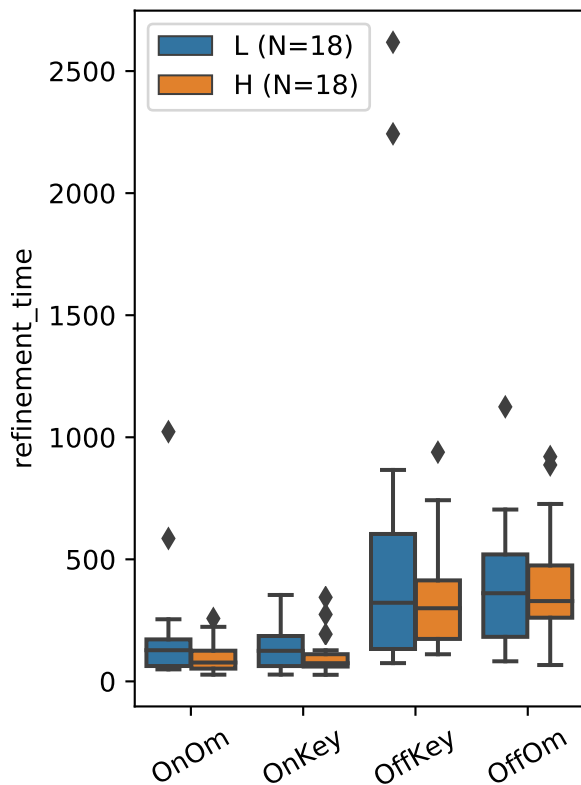 L (N=18)
H (N=18)
2500
2000
1500
1000
500
0
refinement_time
OnOm
OnKey
OffKey
OffOm